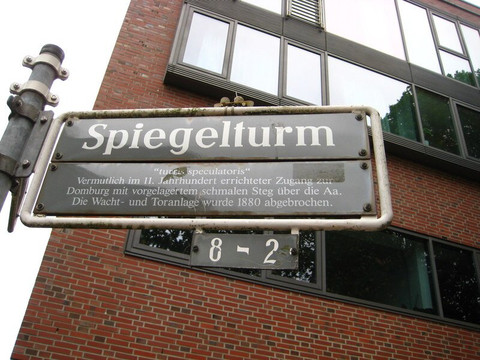 Spiegelturm
"turris speculatoris"
Vermutlich im 11. Jahrhundert errichteter Zugang zur
Domburg mit vorgelagertem schmalen Steg über die Aa.
Die Wacht- und Toranlage wurde 1880 abgebrochen.
8 - 2